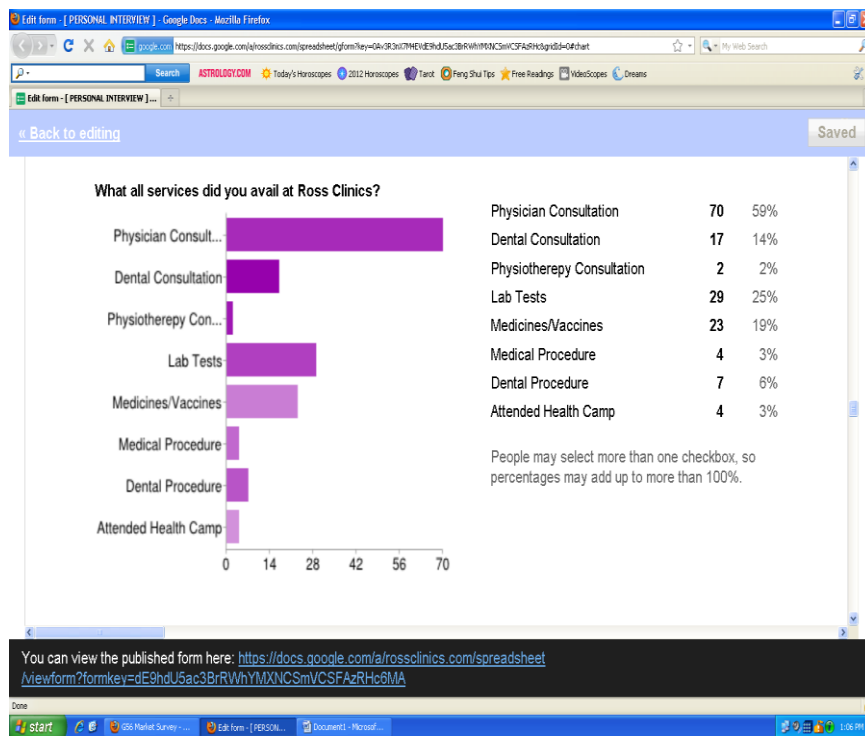 Edit form - [ PERSONAL INTERVIEW ] - Google Docs - Mozilla Firefox
google.com
My Web Search
Search ASTROLOGY.COM Today's Horoscopes 2012 Horoscopes Tarot Feng Shui Tips Free Readings VideoScopes Dreams
Edit form - [ PERSONAL INTERVIEW ] ...
« Back to editing Saved
What all services did you avail at Ross Clinics?
Physician Consult...
Dental Consultation
Physiotherepy Con...
Lab Tests
Medicines/Vaccines
Medical Procedure
Dental Procedure
Attended Health Camp
0 14 28 42 56 70
Physician Consultation 70 59%
Dental Consultation 17 14%
Physiotherepy Consultation 2 2%
Lab Tests 29 25%
Medicines/Vaccines 23 19%
Medical Procedure 4 3%
Dental Procedure 7 6%
Attended Health Camp 4 3%
People may select more than one checkbox, so
percentages may add up to more than 100%.
You can view the published form here: https://docs.google.com/a/rossclinics.com/spreadsheet
/viewform?formkey=dE9hdU5ac3BrRWhYMXNCSmVCSFAzRHc6MA
Done
start G56 Market Survey - ... Edit form - [ PERSON... Document1 - Microsof... 1:06 PM